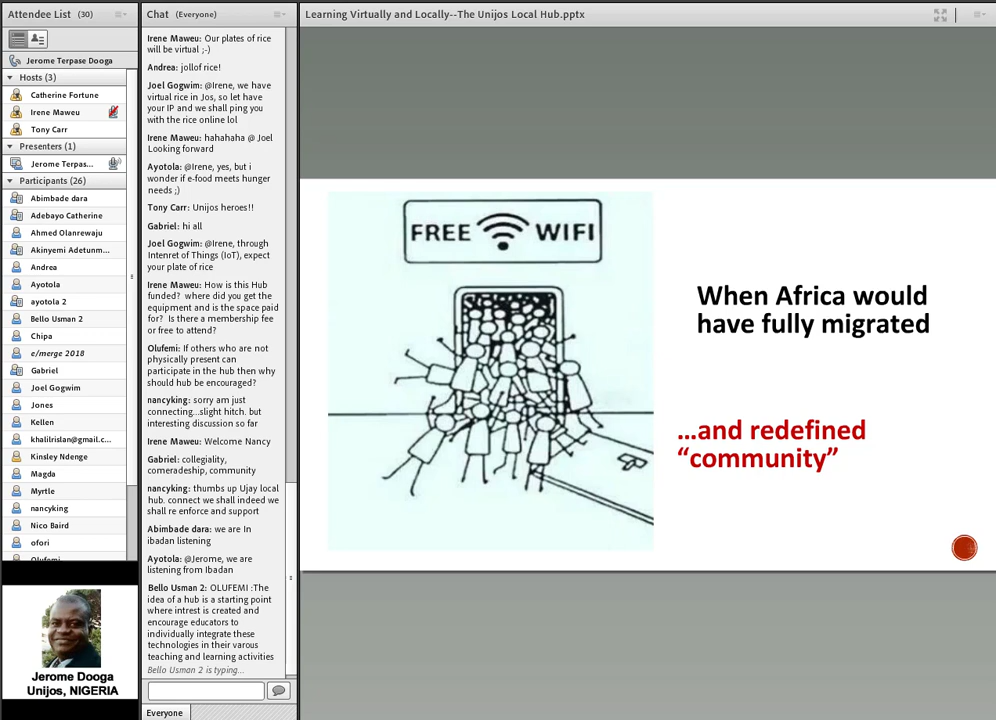 Attendee List (30)
Jerome Terpase Dooga
Hosts (3)
Catherine Fortune
Irene Maweu
Tony Carr
Presenters (1)
Jerome Terpas...
Participants (26)
Abimbade dara
Adebayo Catherine
Ahmed Olanrewaju
Akinyemi Adetunm...
Andrea
Ayotola
ayotola 2
Bello Usman 2
Chipa
e/merge 2018
Gabriel
Joel Gogwim
Jones
Kellen
khalilrislan@gmail.c...
Kinsley Ndenge
Magda
Myrtle
nancyking
Nico Baird
ofori
Olufemi
Jerome Dooga
Unijos, NIGERIA
Chat (Everyone)
Irene Maweu: Our plates of rice
will be virtual ;-)
Andrea: jollof rice!
Joel Gogwim: @Irene, we have
virtual rice in Jos, so let have
your IP and we shall ping you
with the rice online lol
Irene Maweu: hahahaha @ Joel
Looking forward
Ayotola: @Irene, yes, but i
wonder if e-food meets hunger
needs ;)
Tony Carr: Unijos heroes!!
Gabriel: hi all
Joel Gogwim: @Irene, through
Intenret of Things (IoT), expect
your plate of rice
Irene Maweu: How is this Hub
funded? where did you get the
equipment and is the space paid
for? Is there a membership fee
or free to attend?
Olufemi: If others who are not
physically present can
participate in the hub then why
should hub be encouraged?
nancyking: sorry am just
connecting...slight hitch. but
interesting discussion so far
Irene Maweu: Welcome Nancy
Gabriel: collegiality,
comeradeship, community
nancyking: thumbs up Ujay local
hub. connect we shall indeed we
shall re enforce and support
Abimbade dara: we are In
ibadan listening
Ayotola: @Jerome, we are
listening from Ibadan
Bello Usman 2: OLUFEMI :The
idea of a hub is a starting point
where intrest is created and
encourage educators to
individually integrate these
technologies in their varous
teaching and learning activities
Bello Usman 2 is typing...
Everyone
Learning Virtually and Locally--The Unijos Local Hub.pptx
FREE WIFI
When Africa would
have fully migrated
...and redefined
“community”